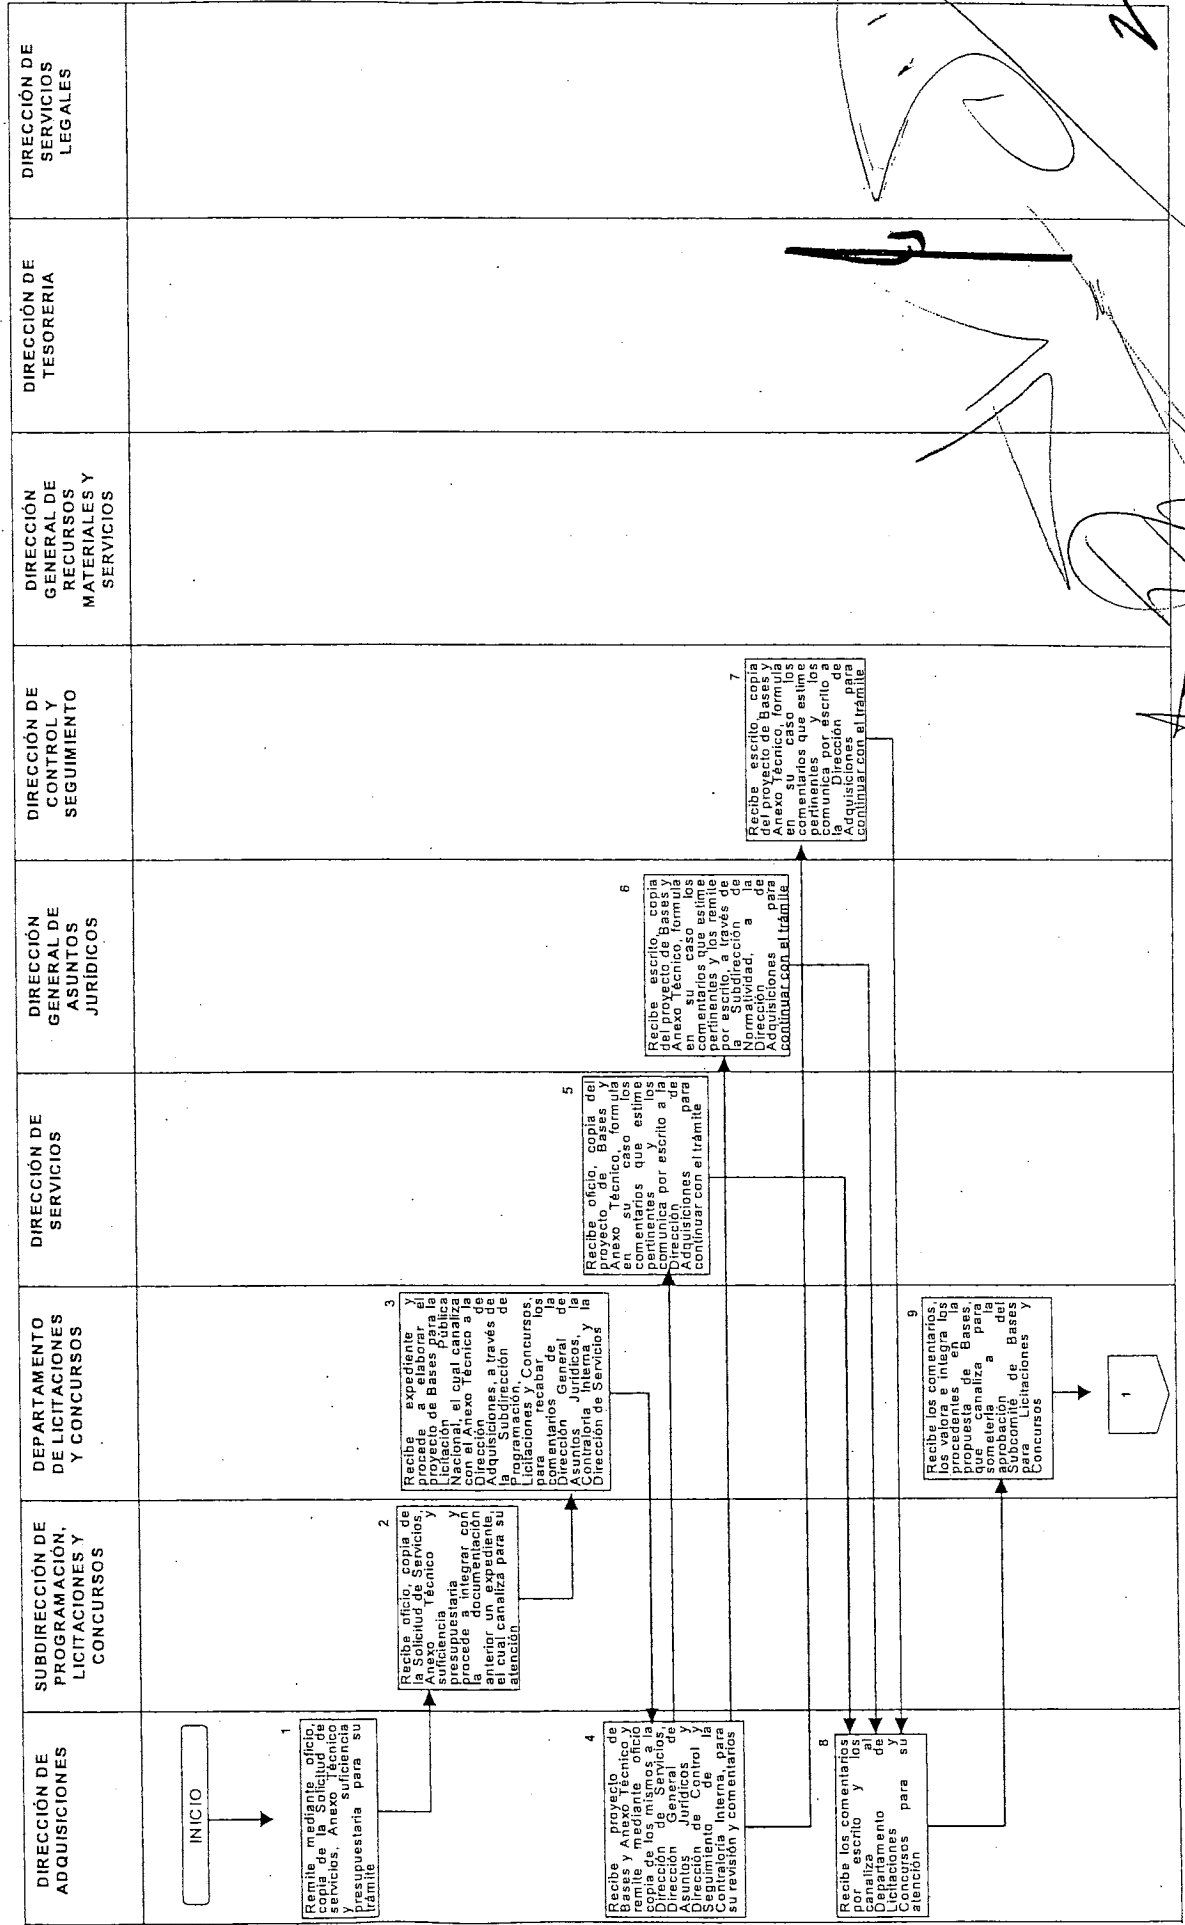 DIRECCIÓN DE
ADQUISICIONES
SUBDIRECCIÓN DE
PROGRAMACIÓN,
LICITACIONES Y
CONCURSOS
DEPARTAMENTO
DE LICITACIONES
Y CONCURSOS
DIRECCIÓN DE
SERVICIOS
DIRECCIÓN
GENERAL DE
ASUNTOS
JURÍDICOS
DIRECCIÓN DE
CONTROL Y
SEGUIMIENTO
DIRECCIÓN
GENERAL DE
RECURSOS
MATERIALES Y
SERVICIOS
DIRECCIÓN DE
TESORERIA
DIRECCIÓN DE
SERVICIOS
LEGALES
INICIO
1
Remite mediante oficio,
copia de la Solicitud de
servicios, Anexo Técnico
y suficiencia
presupuestaria para su
trámite
2
Recibe oficio, copia de
la Solicitud de Servicios,
Anexo Técnico y
suficiencia
presupuestaria y
procede a integrar con
la documentación
anterior un expediente,
el cual canaliza para su
atención
3
Recibe expediente y
procede a elaborar el
proyecto de Bases para la
Licitación Pública
Nacional, el cual canaliza
con el Anexo Técnico a la
Dirección de
Adquisiciones, a través de
la Subdirección de
Programación,
Licitaciones y Concursos,
para recabar los
comentarios de la
Dirección General de
Asuntos Jurídicos, la
Contraloría Interna y la
Dirección de Servicios
4
Recibe proyecto de
Bases y Anexo Técnico y
remite mediante oficio
copia de los mismos a la
Dirección de Servicios,
Dirección General de
Asuntos Jurídicos y
Dirección de Control y
Seguimiento de la
Contraloría Interna, para
su revisión y comentarios
5
Recibe oficio, copia del
proyecto de Bases y
Anexo Técnico, formula
en su caso los
comentarios que estime
pertinentes y los
comunica por escrito a la
Dirección de
Adquisiciones para
continuar con el trámite
6
Recibe escrito, copia
del proyecto de Bases y
Anexo Técnico, formula
en su caso los
comentarios que estime
pertinentes y los remite
por escrito, a través de
la Subdirección de
Normatividad, a la
Dirección de
Adquisiciones para
continuar con el trámite
7
Recibe escrito, copia
del proyecto de Bases y
Anexo Técnico, formula
en su caso los
comentarios que estime
pertinentes y los
comunica por escrito a
la Dirección de
Adquisiciones para
continuar con el trámite
8
Recibe los comentarios
por escrito y los
canaliza al
Departamento de
Licitaciones y
Concursos para su
atención
9
Recibe los comentarios,
los valora e integra los
procedentes en la
propuesta de Bases,
que canaliza para
someterla a la
aprobación del
Subcomité de Bases
para Licitaciones y
Concursos
1